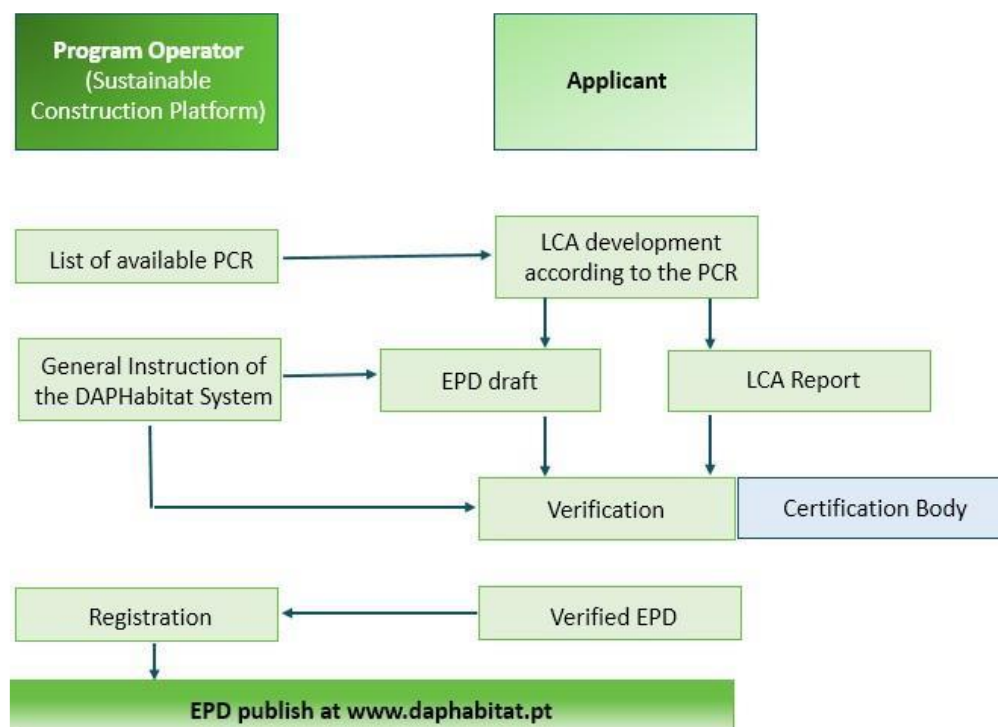 Program Operator
(Sustainable
Construction Platform)
Applicant
List of available PCR
LCA development
according to the PCR
General Instruction of
the DAPHabitat System
EPD draft
LCA Report
Verification
Certification Body
Registration
Verified EPD
EPD publish at www.daphabitat.pt